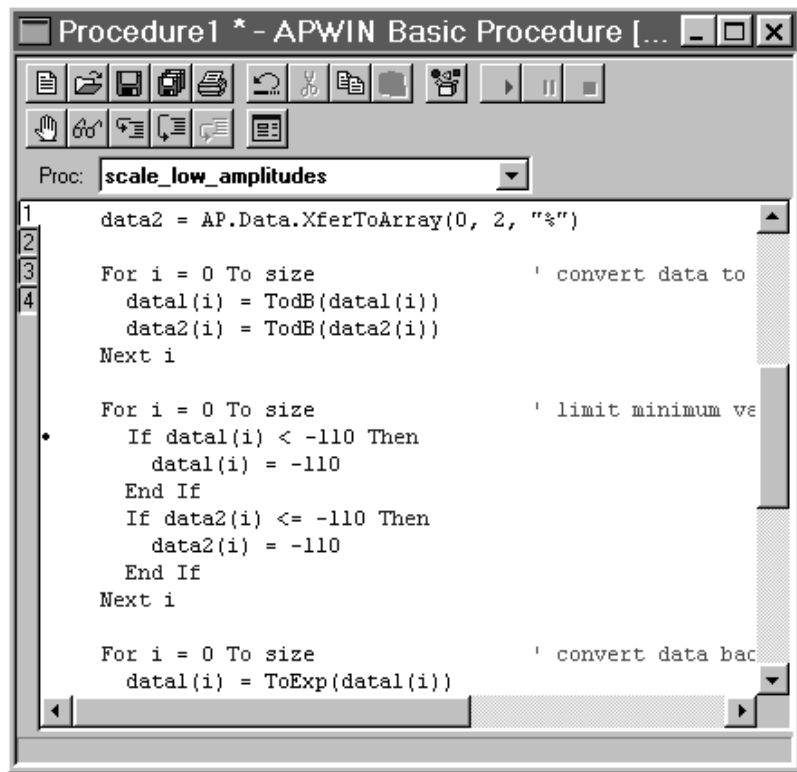 Procedure1 * - APWIN Basic Procedure [...
Proc: scale_low_amplitudes
1
2
3
4
data2 = AP.Data.XferToArray(0, 2, "%")
For i = 0 To size ' convert data to
data1(i) = TodB(data1(i))
data2(i) = TodB(data2(i))
Next i
For i = 0 To size ' limit minimum va
If data1(i) < -110 Then
data1(i) = -110
End If
If data2(i) <= -110 Then
data2(i) = -110
End If
Next i
For i = 0 To size ' convert data bac
data1(i) = ToExp(data1(i))